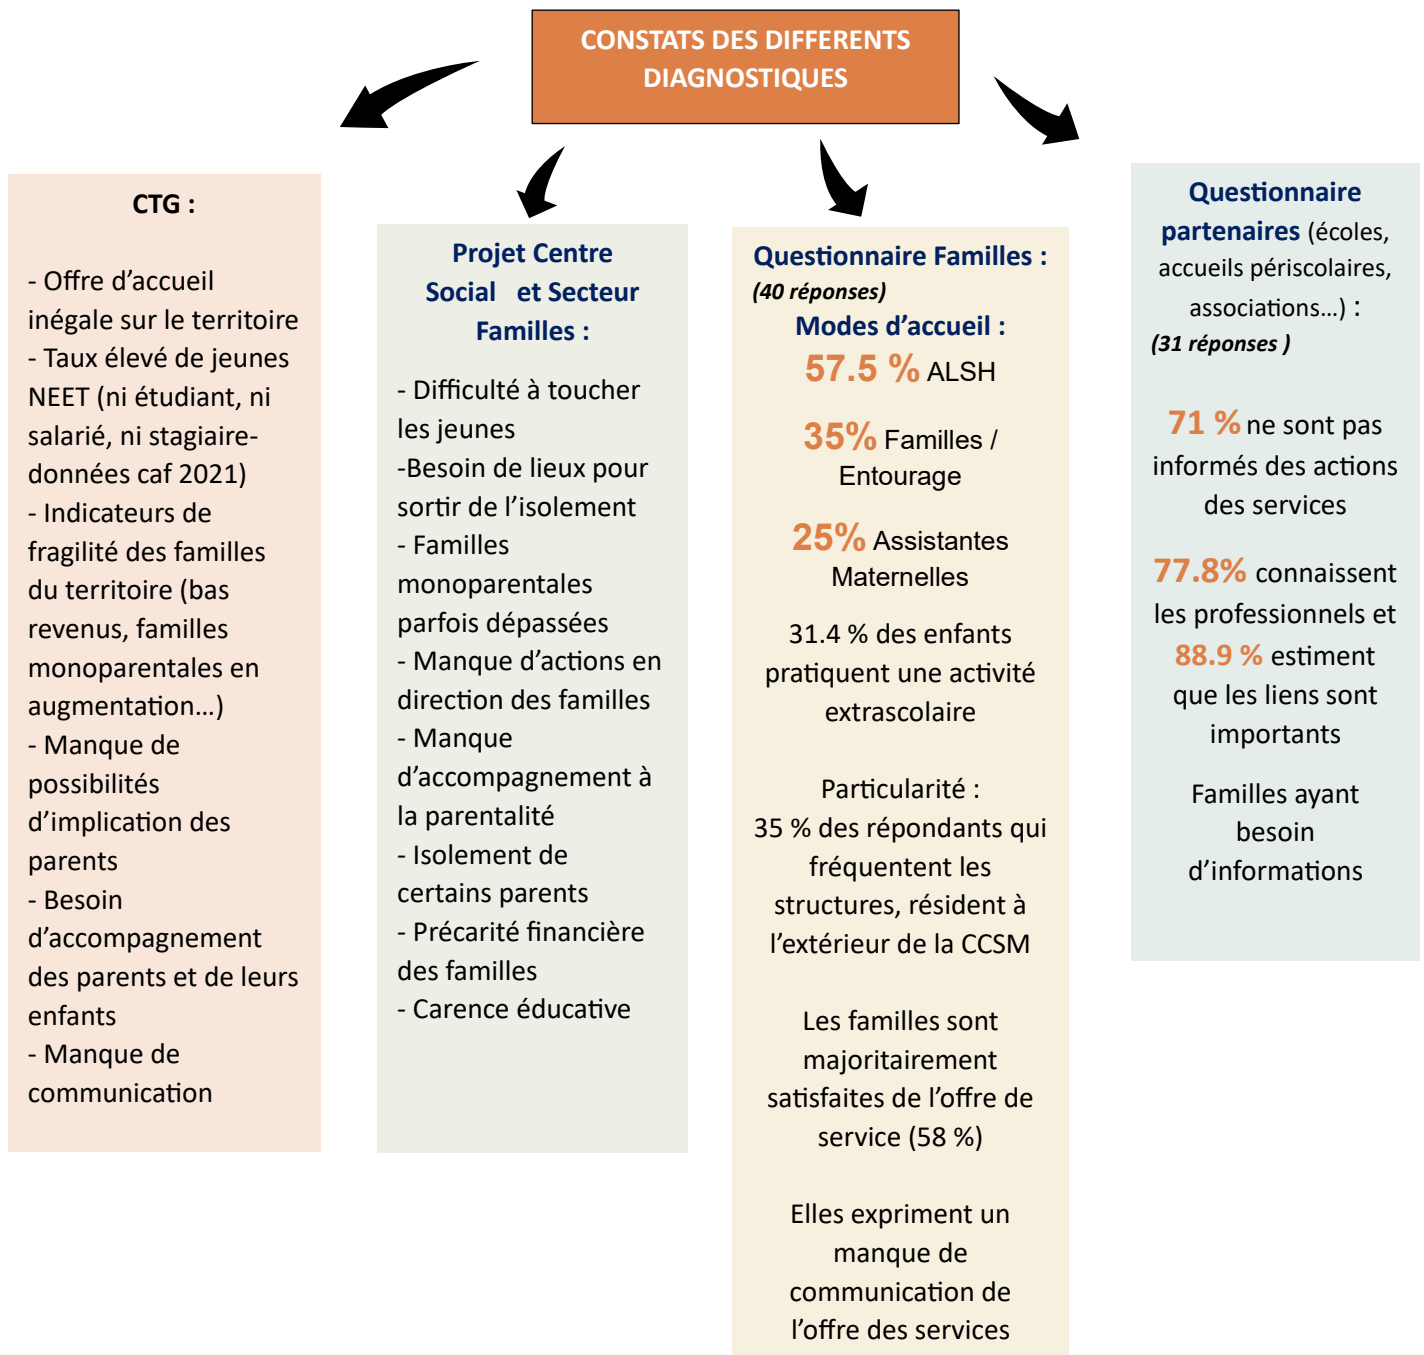 CONSTATS DES DIFFERENTS
DIAGNOSTIQUES
CTG :
- Offre d’accueil
inégale sur le territoire
- Taux élevé de jeunes
NEET (ni étudiant, ni
salarié, ni stagiaire-
données caf 2021)
- Indicateurs de
fragilité des familles
du territoire (bas
revenus, familles
monoparentales en
augmentation…)
- Manque de
possibilités
d’implication des
parents
- Besoin
d’accompagnement
des parents et de leurs
enfants
- Manque de
communication
Projet Centre
Social et Secteur
Familles :
- Difficulté à toucher
les jeunes
-Besoin de lieux pour
sortir de l’isolement
- Familles
monoparentales
parfois dépassées
- Manque d’actions en
direction des familles
- Manque
d’accompagnement à
la parentalité
- Isolement de
certains parents
- Précarité financière
des familles
- Carence éducative
Questionnaire Familles :
(40 réponses)
Modes d’accueil :
57.5 % ALSH
35% Familles /
Entourage
25% Assistantes
Maternelles
31.4 % des enfants
pratiquent une activité
extrascolaire
Particularité :
35 % des répondants qui
fréquentent les
structures, résident à
l’extérieur de la CCSM
Les familles sont
majoritairement
satisfaites de l’offre de
service (58 %)
Elles expriment un
manque de
communication de
l’offre des services
Questionnaire
partenaires (écoles,
accueils périscolaires,
associations…) :
(31 réponses )
71 % ne sont pas
informés des actions
des services
77.8% connaissent
les professionnels et
88.9 % estiment
que les liens sont
importants
Familles ayant
besoin
d’informations